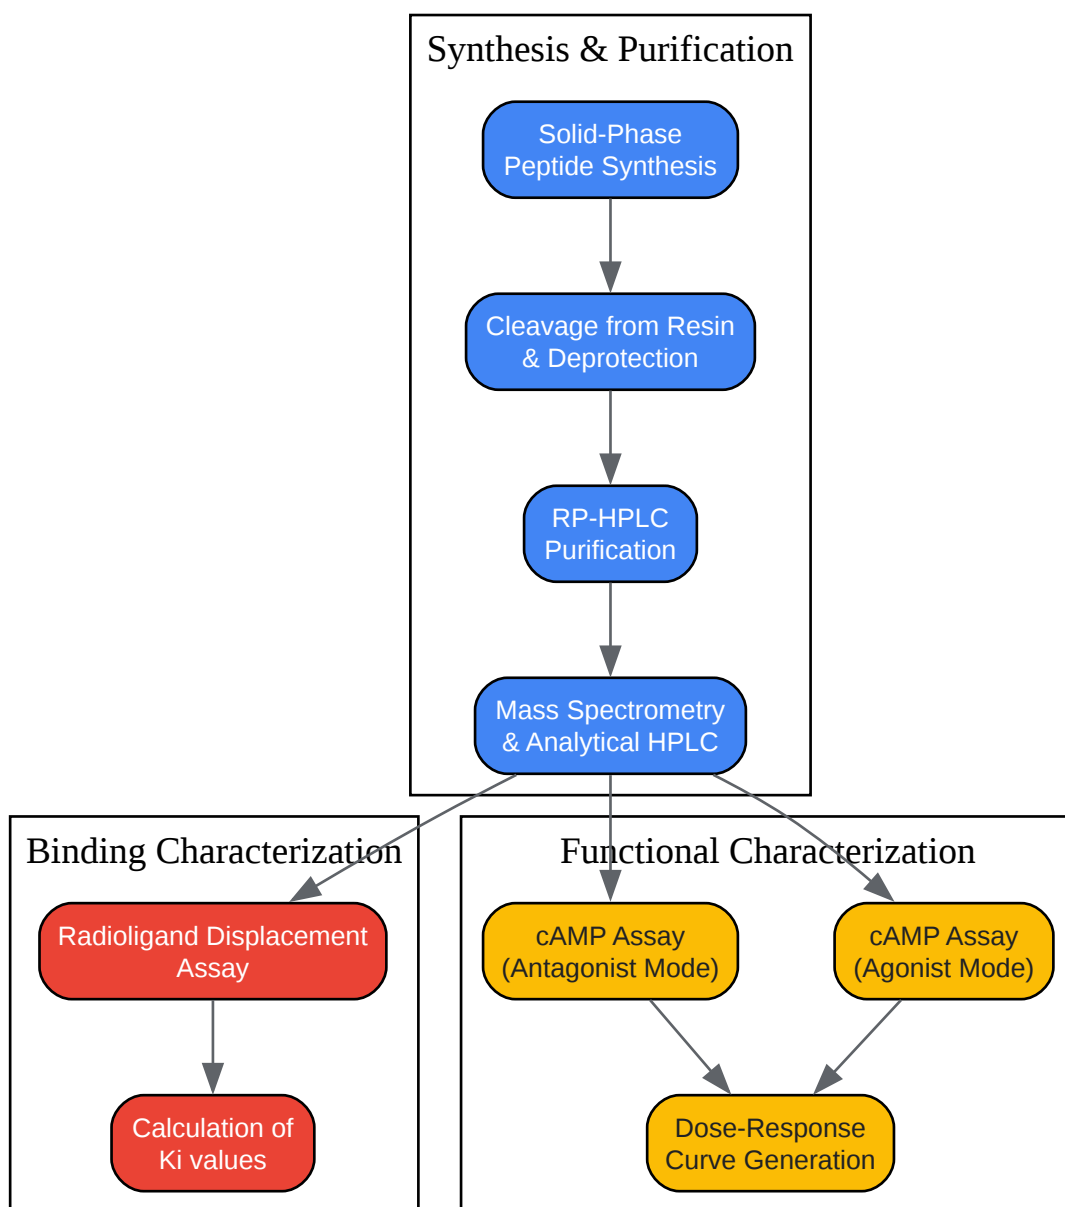 Synthesis & Purification
Solid-Phase
Peptide Synthesis
Cleavage from Resin
& Deprotection
RP-HPLC
Purification
Mass Spectrometry
& Analytical HPLC
Binding Characterization
Radioligand Displacement
Assay
Calculation of
Ki values
Functional Characterization
cAMP Assay
(Antagonist Mode)
cAMP Assay
(Agonist Mode)
Dose-Response
Curve Generation